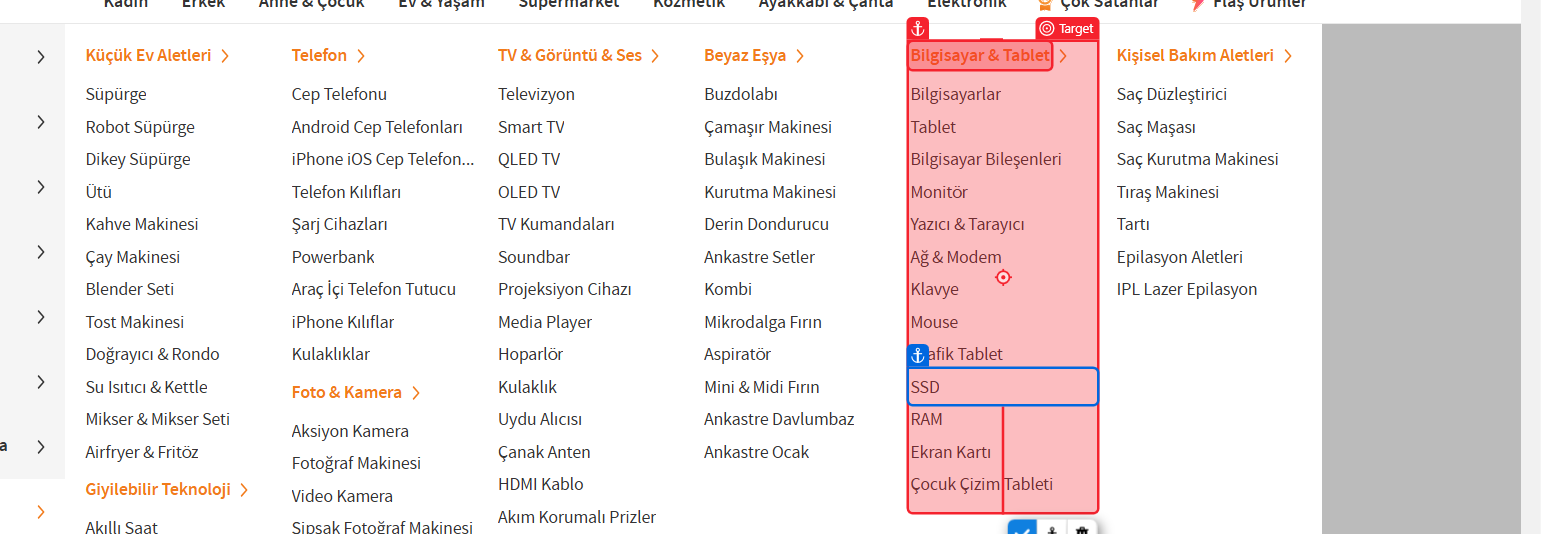 Kadın Erkek Anne & Çocuk Ev & Yaşam Süpermarket Kozmetik Ayakkabı & Çanta Elektronik Çok Satanlar Flaş Ürünler
Target
Küçük Ev Aletleri
Süpürge
Robot Süpürge
Dikey Süpürge
Ütü
Kahve Makinesi
Çay Makinesi
Blender Seti
Tost Makinesi
Doğrayıcı & Rondo
Su Isıtıcı & Kettle
Mikser & Mikser Seti
Airfryer & Fritöz
Giyilebilir Teknoloji
Akıllı Saat
Telefon
Cep Telefonu
Android Cep Telefonları
iPhone iOS Cep Telefon...
Telefon Kılıfları
Şarj Cihazları
Powerbank
Araç İçi Telefon Tutucu
iPhone Kılıflar
Kulaklıklar
Foto & Kamera
Aksiyon Kamera
Fotoğraf Makinesi
Video Kamera
Şipşak Fotoğraf Makinesi
TV & Görüntü & Ses
Televizyon
Smart TV
QLED TV
OLED TV
TV Kumandaları
Soundbar
Projeksiyon Cihazı
Media Player
Hoparlör
Kulaklık
Uydu Alıcısı
Çanak Anten
HDMI Kablo
Akım Korumalı Prizler
Beyaz Eşya
Buzdolabı
Çamaşır Makinesi
Bulaşık Makinesi
Kurutma Makinesi
Derin Dondurucu
Ankastre Setler
Kombi
Mikrodalga Fırın
Aspiratör
Mini & Midi Fırın
Ankastre Davlumbaz
Ankastre Ocak
Bilgisayar & Tablet
Bilgisayarlar
Tablet
Bilgisayar Bileşenleri
Monitör
Yazıcı & Tarayıcı
Ağ & Modem
Klavye
Mouse
afik Tablet
SSD
RAM
Ekran Kartı
Çocuk Çizim Tableti
Kişisel Bakım Aletleri
Saç Düzleştirici
Saç Maşası
Saç Kurutma Makinesi
Tıraş Makinesi
Tartı
Epilasyon Aletleri
IPL Lazer Epilasyon
a